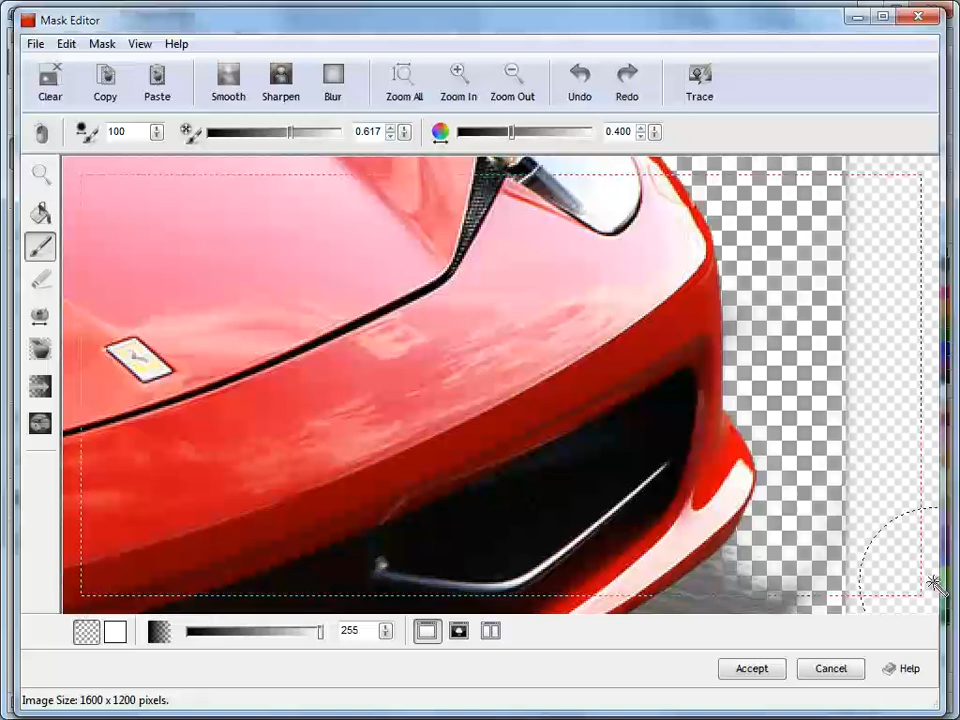 Mask Editor
File Edit Mask View Help
Clear Copy Paste Smooth Sharpen Blur Zoom All Zoom In Zoom Out Undo Redo Trace
100 0.617 0.400
255
Accept Cancel Help
Image Size: 1600 x 1200 pixels.